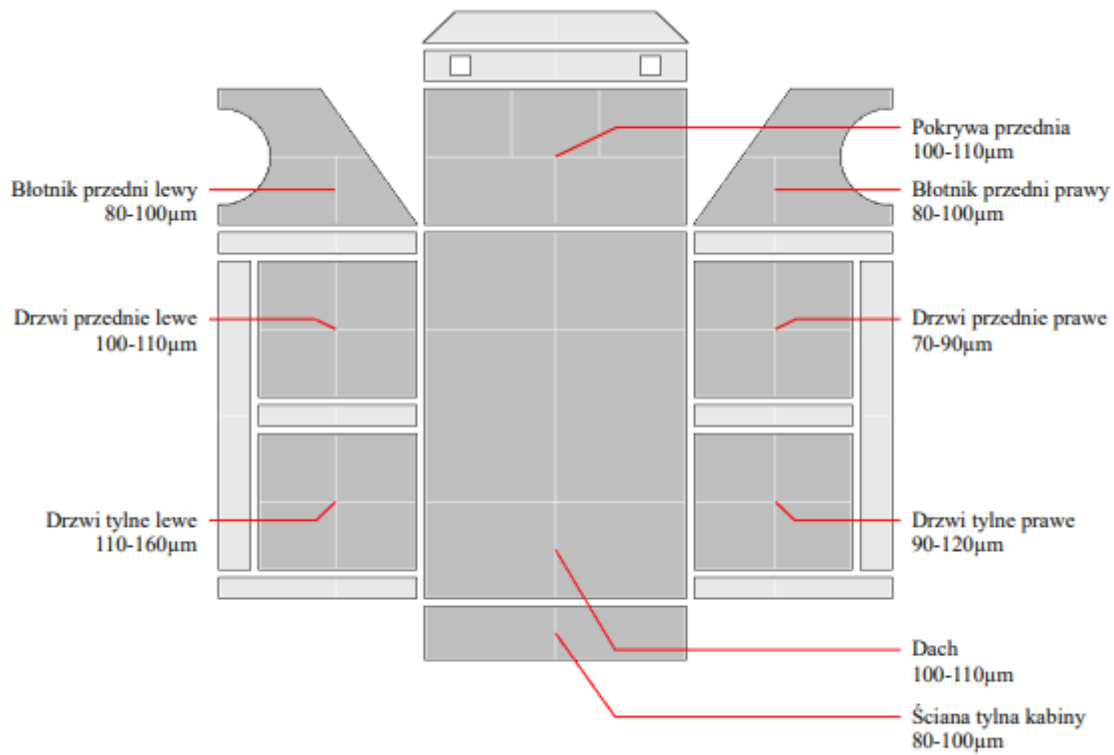 Pokrywa przednia
100-110µm
Błotnik przedni lewy
80-100µm
Błotnik przedni prawy
80-100µm
Drzwi przednie lewe
100-110µm
Drzwi przednie prawe
70-90µm
Drzwi tylne lewe
110-160µm
Drzwi tylne prawe
90-120µm
Dach
100-110µm
Ściana tylna kabiny
80-100µm